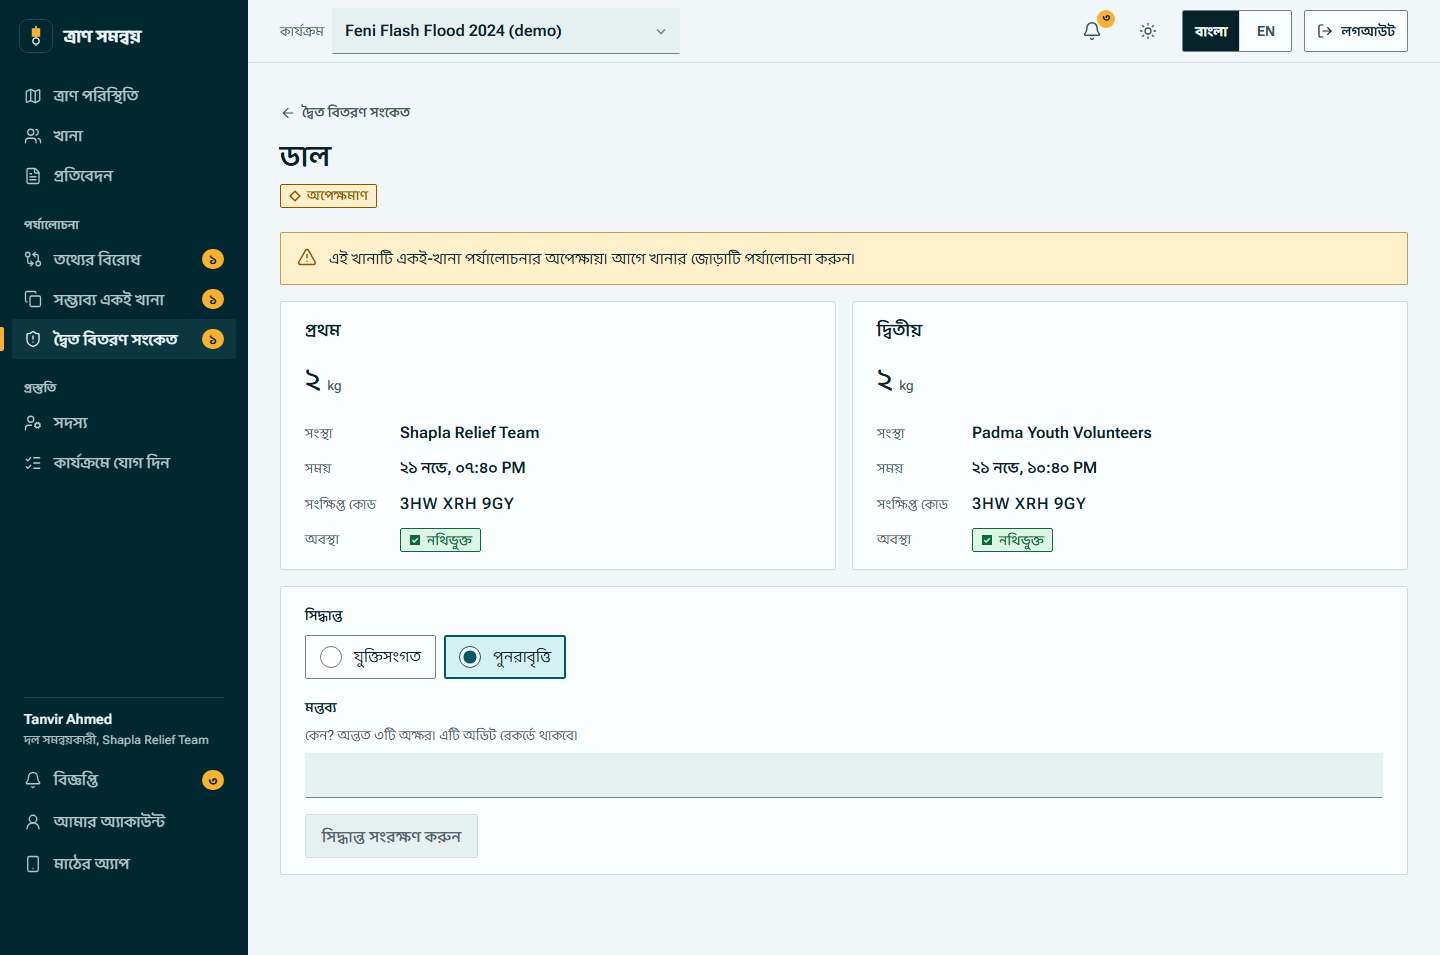 ত্রাণ সমন্বয়
ত্রাণ পরিস্থিতি
খানা
প্রতিবেদন
পর্যালোচনা
তথ্যের বিরোধ ১
সম্ভাব্য একই খানা ১
দ্বৈত বিতরণ সংকেত ১
প্রস্তুতি
সদস্য
কার্যক্রমে যোগ দিন
Tanvir Ahmed
দল সমন্বয়কারী, Shapla Relief Team
বিজ্ঞপ্তি ৩
আমার অ্যাকাউন্ট
মাঠের অ্যাপ
কার্যক্রম Feni Flash Flood 2024 (demo) ৩ বাংলা EN লগআউট
দ্বৈত বিতরণ সংকেত
ডাল
অপেক্ষমাণ
এই খানাটি একই-খানা পর্যালোচনার অপেক্ষায়। আগে খানার জোড়াটি পর্যালোচনা করুন।
প্রথম
২ kg
সংস্থা Shapla Relief Team
সময় ২১ নভে, ০৭:৪০ PM
সংক্ষিপ্ত কোড 3HW XRH 9GY
অবস্থা নথিভুক্ত
দ্বিতীয়
২ kg
সংস্থা Padma Youth Volunteers
সময় ২১ নভে, ১০:৪০ PM
সংক্ষিপ্ত কোড 3HW XRH 9GY
অবস্থা নথিভুক্ত
সিদ্ধান্ত
যুক্তিসংগত পুনরাবৃত্তি
মন্তব্য
কেন? অন্তত ৩টি অক্ষর। এটি অডিট রেকর্ডে থাকবে।
সিদ্ধান্ত সংরক্ষণ করুন